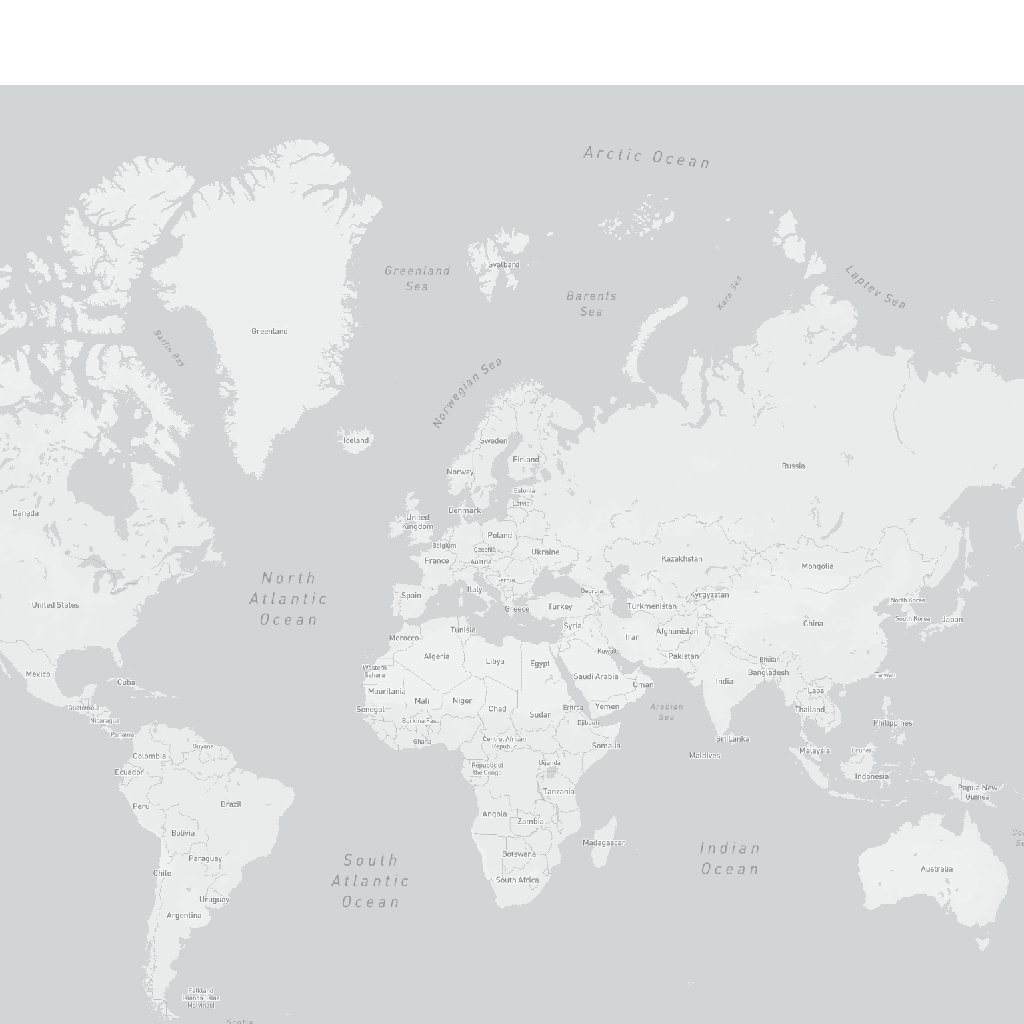 Arctic Ocean
Svalbard
Greenland
Sea
Laptev Sea
Kara Sea
Barents
Sea
Greenland
Baffin Bay
Norwegian Sea
Iceland
Sweden
Finland
Norway
Russia
Estonia
Latvia
Denmark
Canada
United
Kingdom
Poland
Belgium
Czechia
Ukraine
France
Austria
Kazakhstan
Mongolia
North
Atlantic
Ocean
Serbia
Italy
Georgia
Spain
Kyrgyzstan
North Korea
United States
Greece
Turkey
Turkmenistan
South Korea
Japan
Syria
China
Tunisia
Morocco
Iran
Afghanistan
Algeria
Libya
Egypt
Kuwait
Pakistan
Bhutan
Mexico
Western
Sahara
Saudi Arabia
Bangladesh
Taiwan
Cuba
India
Oman
Mauritania
Mali
Niger
Laos
Guatemala
Senegal
Chad
Sudan
Eritrea
Yemen
Arabian
Sea
Thailand
Nicaragua
Burkina Faso
Djibouti
Philippines
Panama
Ghana
Central African
Republic
Somalia
Sri Lanka
Guyana
Colombia
Maldives
Malaysia
Brunei
Ecuador
Republic of
the Congo
Uganda
Indonesia
Peru
Brazil
Tanzania
Papua New
Guinea
Angola
Zambia
Bolivia
Madagascar
Indian
Ocean
Paraguay
Botswana
South
Atlantic
Ocean
Chile
South Africa
Australia
Uruguay
Argentina
Falkland
Islands (Islas
Malvinas)
Scotia